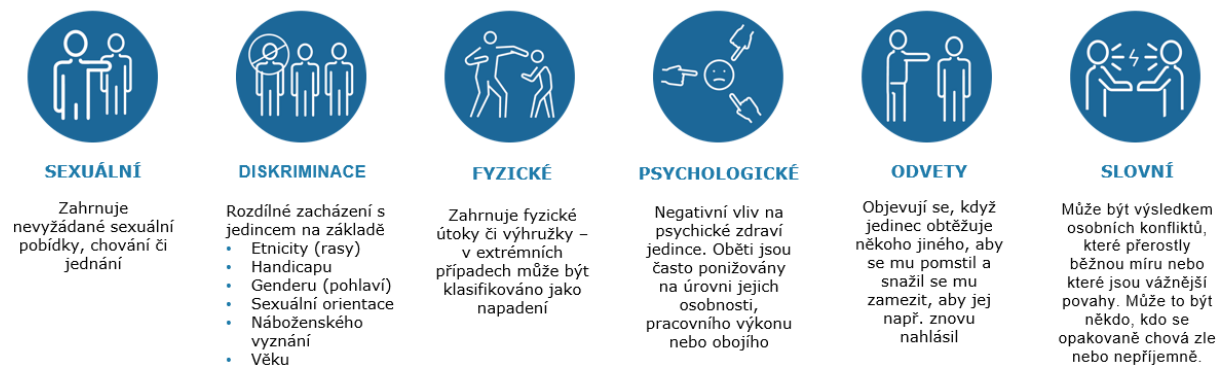 SEXUÁLNÍ
Zahrnuje
nevyžádané sexuální
pobídky, chování či
jednání
DISKRIMINACE
Rozdílné zacházení s
jedincem na základě
• Etnicity (rasy)
• Handicapu
• Genderu (pohlaví)
• Sexuální orientace
• Náboženského
vyznání
• Věku
FYZICKÉ
Zahrnuje fyzické
útoky či výhružky –
v extrémních
případech může být
klasifikováno jako
napadení
PSYCHOLOGICKÉ
Negativní vliv na
psychické zdraví
jedince. Oběti jsou
často ponižovány
na úrovni jejich
osobnosti,
pracovního výkonu
nebo obojího
ODVETY
Objevují se, když
jedinec obtěžuje
někoho jiného, aby
se mu pomstil a
snažil se mu
zamezit, aby jej
např. znovu
nahlásil
SLOVNÍ
Může být výsledkem
osobních konfliktů,
které přerostly
běžnou míru nebo
které jsou vážnější
povahy. Může to být
někdo, kdo se
opakovaně chová zle
nebo nepříjemně.